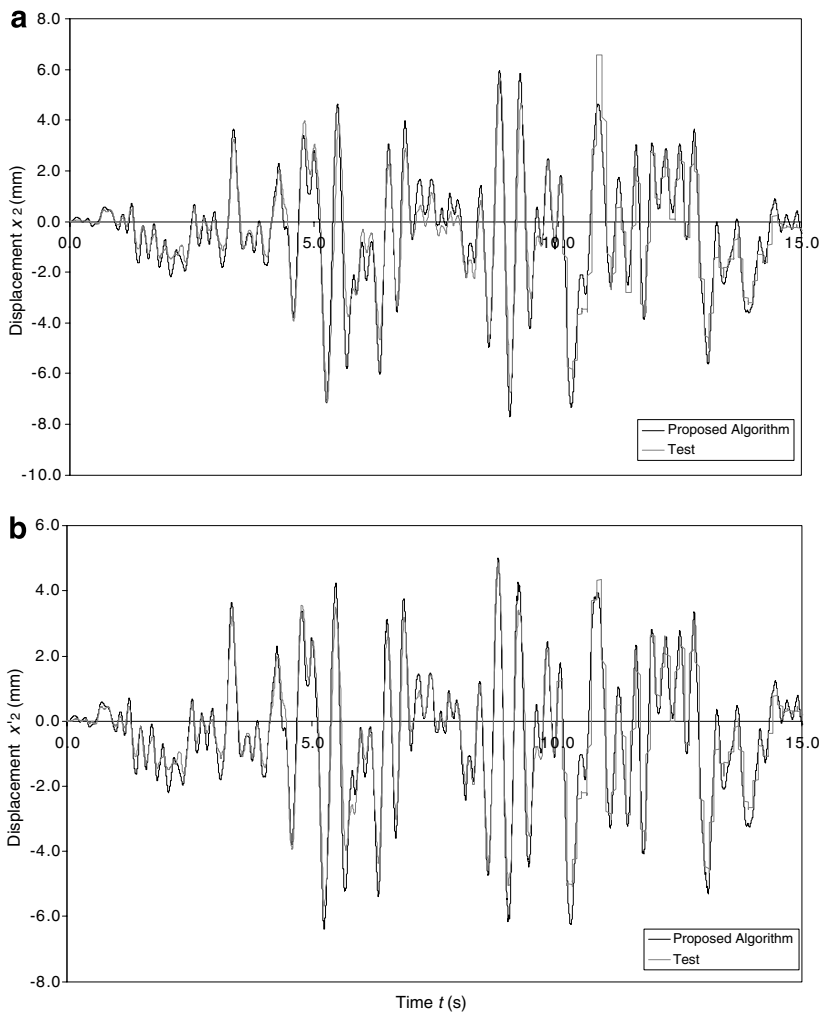 a
8.0
6.0
4.0
2.0
0.0
-2.0
-4.0
-6.0
-8.0
-10.0
Displacement x 2 (mm)
0.0 5.0 10.0 15.0
Proposed Algorithm
Test
b
6.0
4.0
2.0
0.0
-2.0
-4.0
-6.0
-8.0
Displacement x'2 (mm)
0.0 5.0 10.0 15.0
Proposed Algorithm
Test
Time t (s)